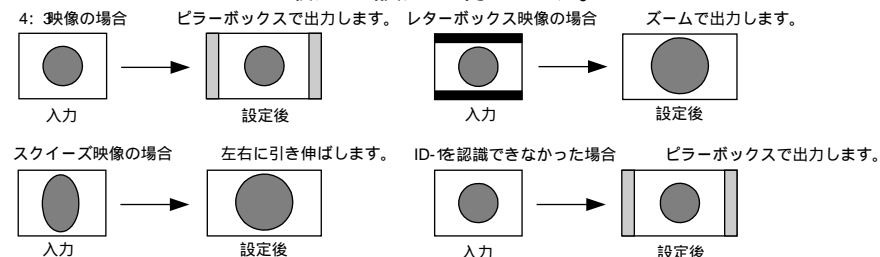 4: 3映像の場合 ピラーボックスで出力します。 レターボックス映像の場合 ズームで出力します。
入力 設定後 入力 設定後
スクイーズ映像の場合 左右に引き伸ばします。 ID-1を認識できなかった場合 ピラーボックスで出力します。
入力 設定後 入力 設定後